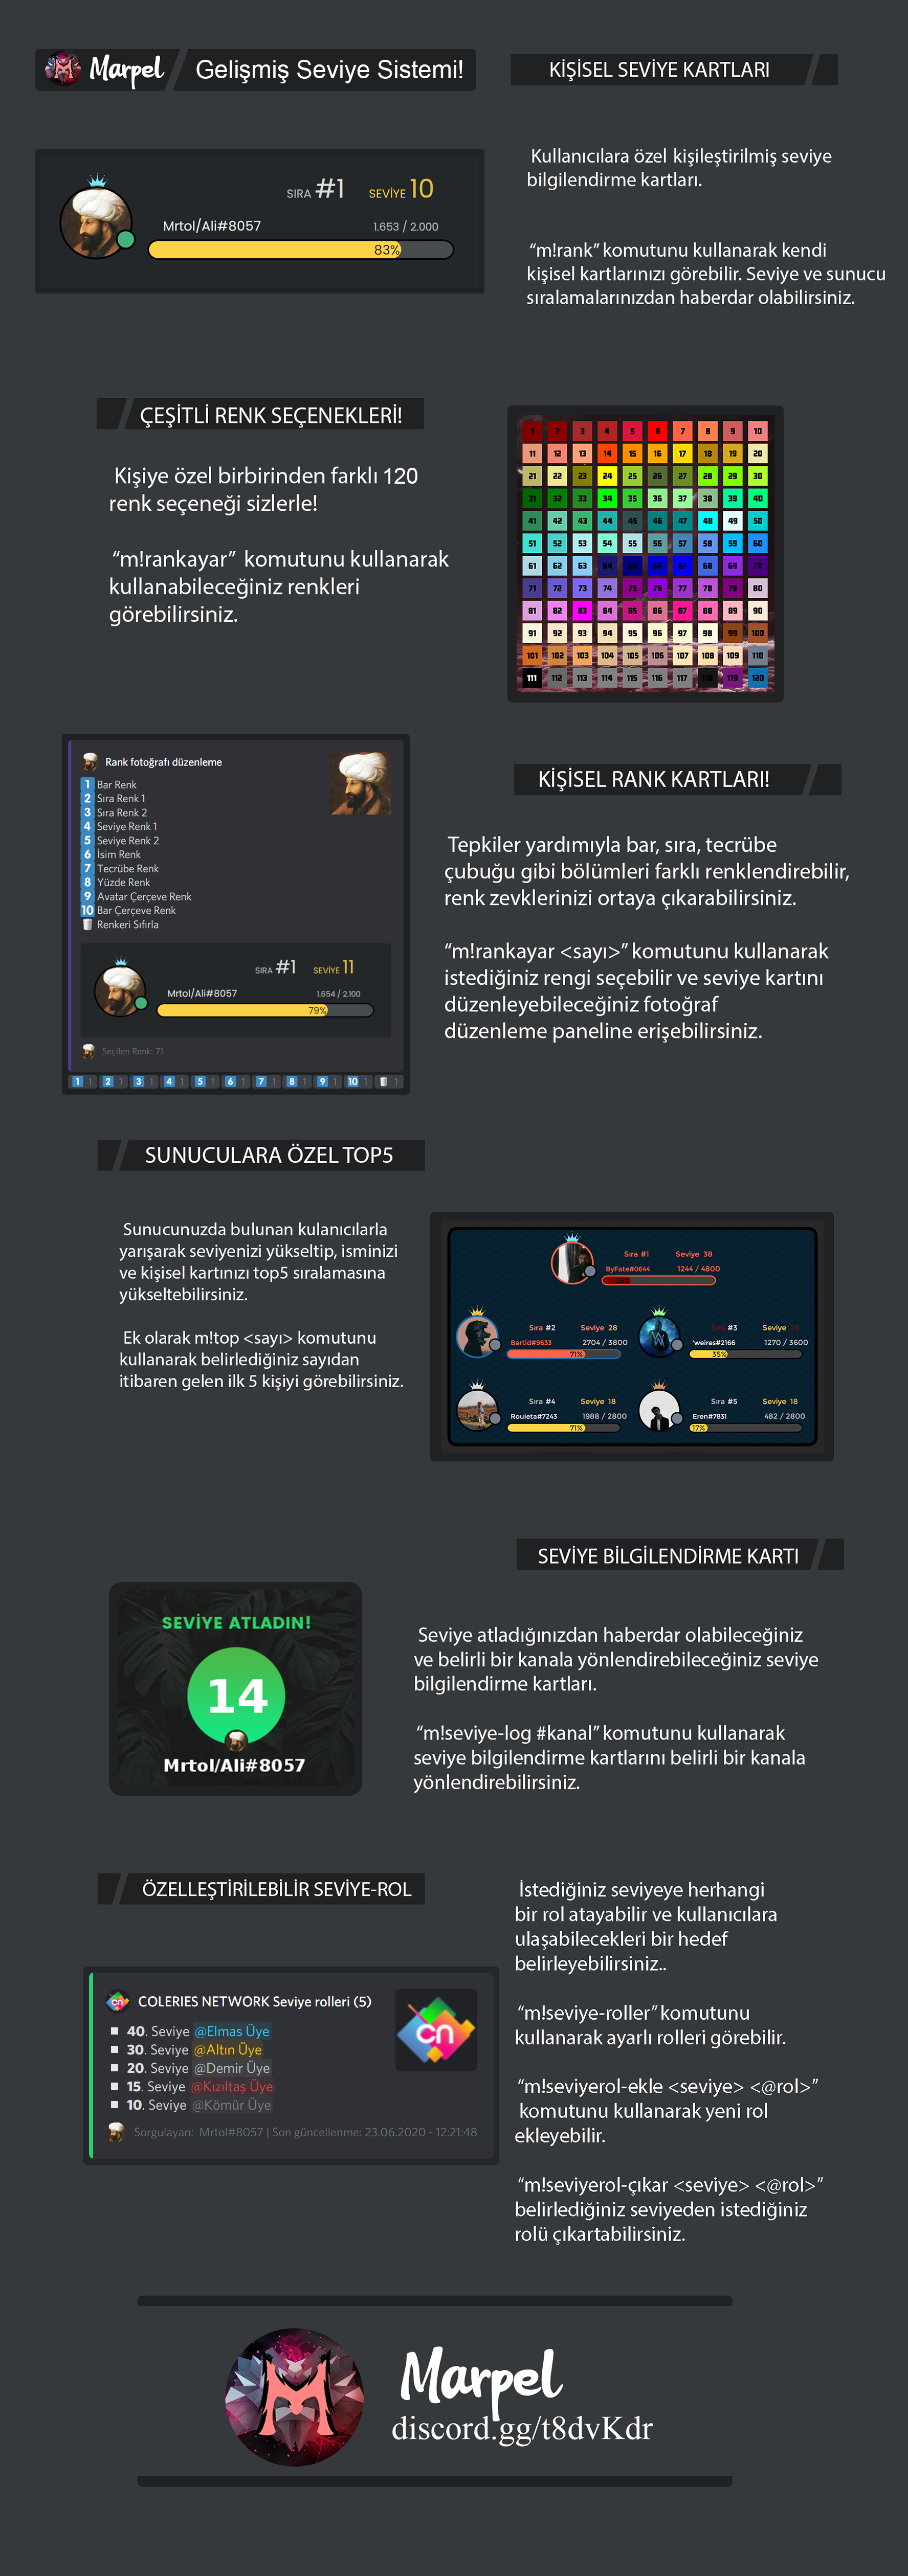 Marpel
Gelişmiş Seviye Sistemi!
KİŞİSEL SEVİYE KARTLARI
SIRA #1 SEVİYE 10
Mrtol/Ali#8057 1.653 / 2.000
83%
Kullanıcılara özel kişileştirilmiş seviye
bilgilendirme kartları.
“m!rank” komutunu kullanarak kendi
kişisel kartlarınızı görebilir. Seviye ve sunucu
sıralamalarınızdan haberdar olabilirsiniz.
ÇEŞİTLİ RENK SEÇENEKLERİ!
Kişiye özel birbirinden farklı 120
renk seçeneği sizlerle!
“m!rankayar” komutunu kullanarak
kullanabileceğiniz renkleri
görebilirsiniz.
1 2 3 4 5 6 7 8 9 10
11 12 13 14 15 16 17 18 19 20
21 22 23 24 25 26 27 28 29 30
31 32 33 34 35 36 37 38 39 40
41 42 43 44 45 46 47 48 49 50
51 52 53 54 55 56 57 58 59 60
61 62 63 64 65 66 67 68 69 70
71 72 73 74 75 76 77 78 79 80
81 82 83 84 85 86 87 88 89 90
91 92 93 94 95 96 97 98 99 100
101 102 103 104 105 106 107 108 109 110
111 112 113 114 115 116 117 118 119 120
Rank fotoğrafı düzenleme
1 Bar Renk
2 Sıra Renk 1
3 Sıra Renk 2
4 Seviye Renk 1
5 Seviye Renk 2
6 İsim Renk
7 Tecrübe Renk
8 Yüzde Renk
9 Avatar Çerçeve Renk
10 Bar Çerçeve Renk
Renkeri Sıfırla
SIRA #1 SEVİYE 11
Mrtol/Ali#8057 1.654 / 2.100
79%
Seçilen Renk: 71
1 1 2 1 3 1 4 1 5 1 6 1 7 1 8 1 9 1 10 1 1
KİŞİSEL RANK KARTLARI!
Tepkiler yardımıyla bar, sıra, tecrübe
çubuğu gibi bölümleri farklı renklendirebilir,
renk zevklerinizi ortaya çıkarabilirsiniz.
“m!rankayar <sayı>” komutunu kullanarak
istediğiniz rengi seçebilir ve seviye kartını
düzenleyebileceğiniz fotoğraf
düzenleme paneline erişebilirsiniz.
SUNUCULARA ÖZEL TOP5
Sunucunuzda bulunan kulanıcılarla
yarışarak seviyenizi yükseltip, isminizi
ve kişisel kartınızı top5 sıralamasına
yükseltebilirsiniz.
Ek olarak m!top <sayı> komutunu
kullanarak belirlediğiniz sayıdan
itibaren gelen ilk 5 kişiyi görebilirsiniz.
Sıra #1 Seviye 38
ByFate#0644 1244 / 4800
26%
Sıra #2 Seviye 28
Bertid#9633 2704 / 3800
71%
#3 Seviye
'weires#2166 1270 / 3600
35%
Sıra #4 Seviye 18
Rouleta#7243 1988 / 2800
71%
Sıra #5 Seviye 18
Eren#7831 482 / 2800
17%
SEVİYE BİLGİLENDİRME KARTI
SEVİYE ATLADIN!
14
Mrtol/Ali#8057
Seviye atladığınızdan haberdar olabileceğiniz
ve belirli bir kanala yönlendirebileceğiniz seviye
bilgilendirme kartları.
“m!seviye-log #kanal” komutunu kullanarak
seviye bilgilendirme kartlarını belirli bir kanala
yönlendirebilirsiniz.
ÖZELLEŞTİRİLEBİLİR SEVİYE-ROL
COLERIES NETWORK Seviye rolleri (5)
cn
40. Seviye @Elmas Üye
30. Seviye @Altın Üye
20. Seviye @Demir Üye
15. Seviye @Kızıltaş Üye
10. Seviye @Kömür Üye
Sorgulayan: Mrtol#8057 | Son güncellenme: 23.06.2020 - 12:21:48
İstediğiniz seviyeye herhangi
bir rol atayabilir ve kullanıcılara
ulaşabilecekleri bir hedef
belirleyebilirsiniz..
“m!seviye-roller” komutunu
kullanarak ayarlı rolleri görebilir.
“m!seviyerol-ekle <seviye> <@rol>”
komutunu kullanarak yeni rol
ekleyebilir.
“m!seviyerol-çıkar <seviye> <@rol>”
belirlediğiniz seviyeden istediğiniz
rolü çıkartabilirsiniz.
Marpel
discord.gg/t8dvKdr